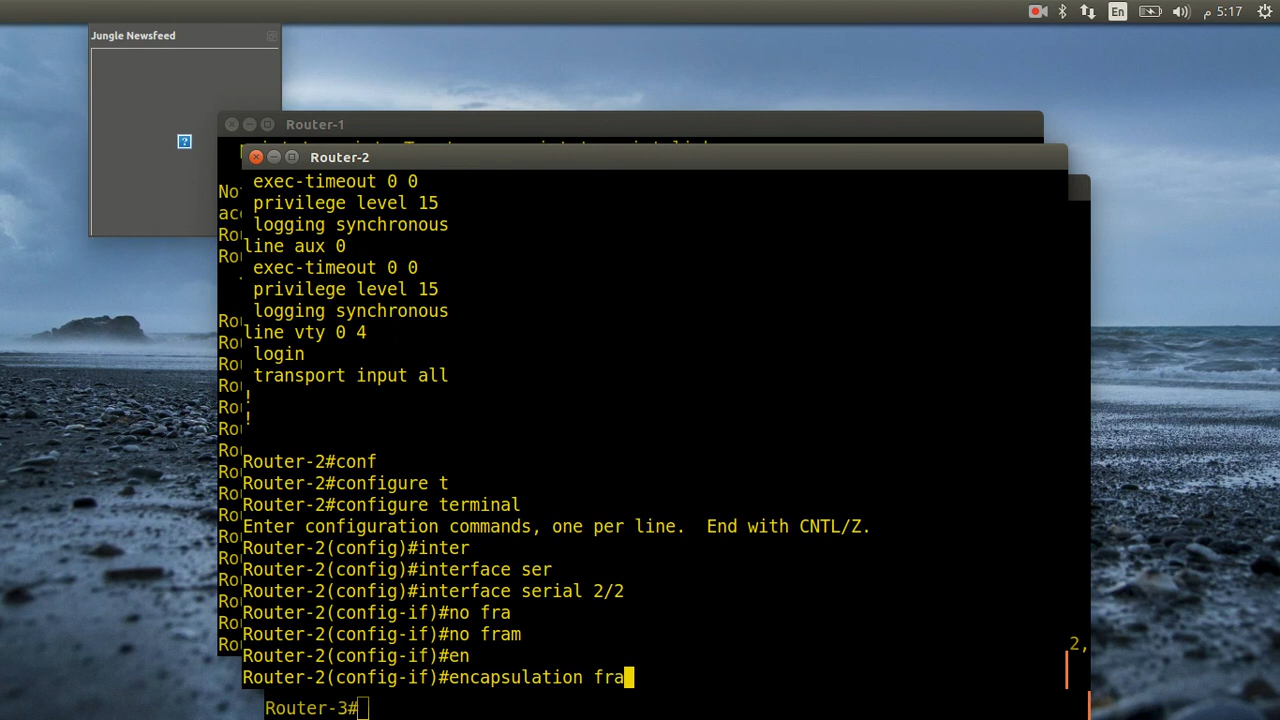 En
5:17 م
Jungle Newsfeed
Router-1
Router-2
exec-timeout 0 0
privilege level 15
logging synchronous
line aux 0
exec-timeout 0 0
privilege level 15
logging synchronous
line vty 0 4
login
transport input all
!
!
Router-2#conf
Router-2#configure t
Router-2#configure terminal
Enter configuration commands, one per line.  End with CNTL/Z.
Router-2(config)#inter
Router-2(config)#interface ser
Router-2(config)#interface serial 2/2
Router-2(config-if)#no fra
Router-2(config-if)#no fram
Router-2(config-if)#en
Router-2(config-if)#encapsulation fra
2,
Router-3#